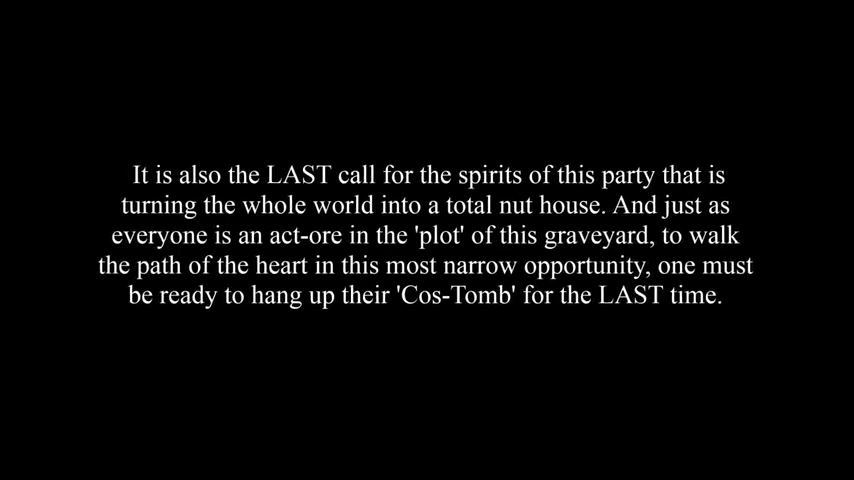 It is also the LAST call for the spirits of this party that is
turning the whole world into a total nut house. And just as
everyone is an act-ore in the 'plot' of this graveyard, to walk
the path of the heart in this most narrow opportunity, one must
be ready to hang up their 'Cos-Tomb' for the LAST time.